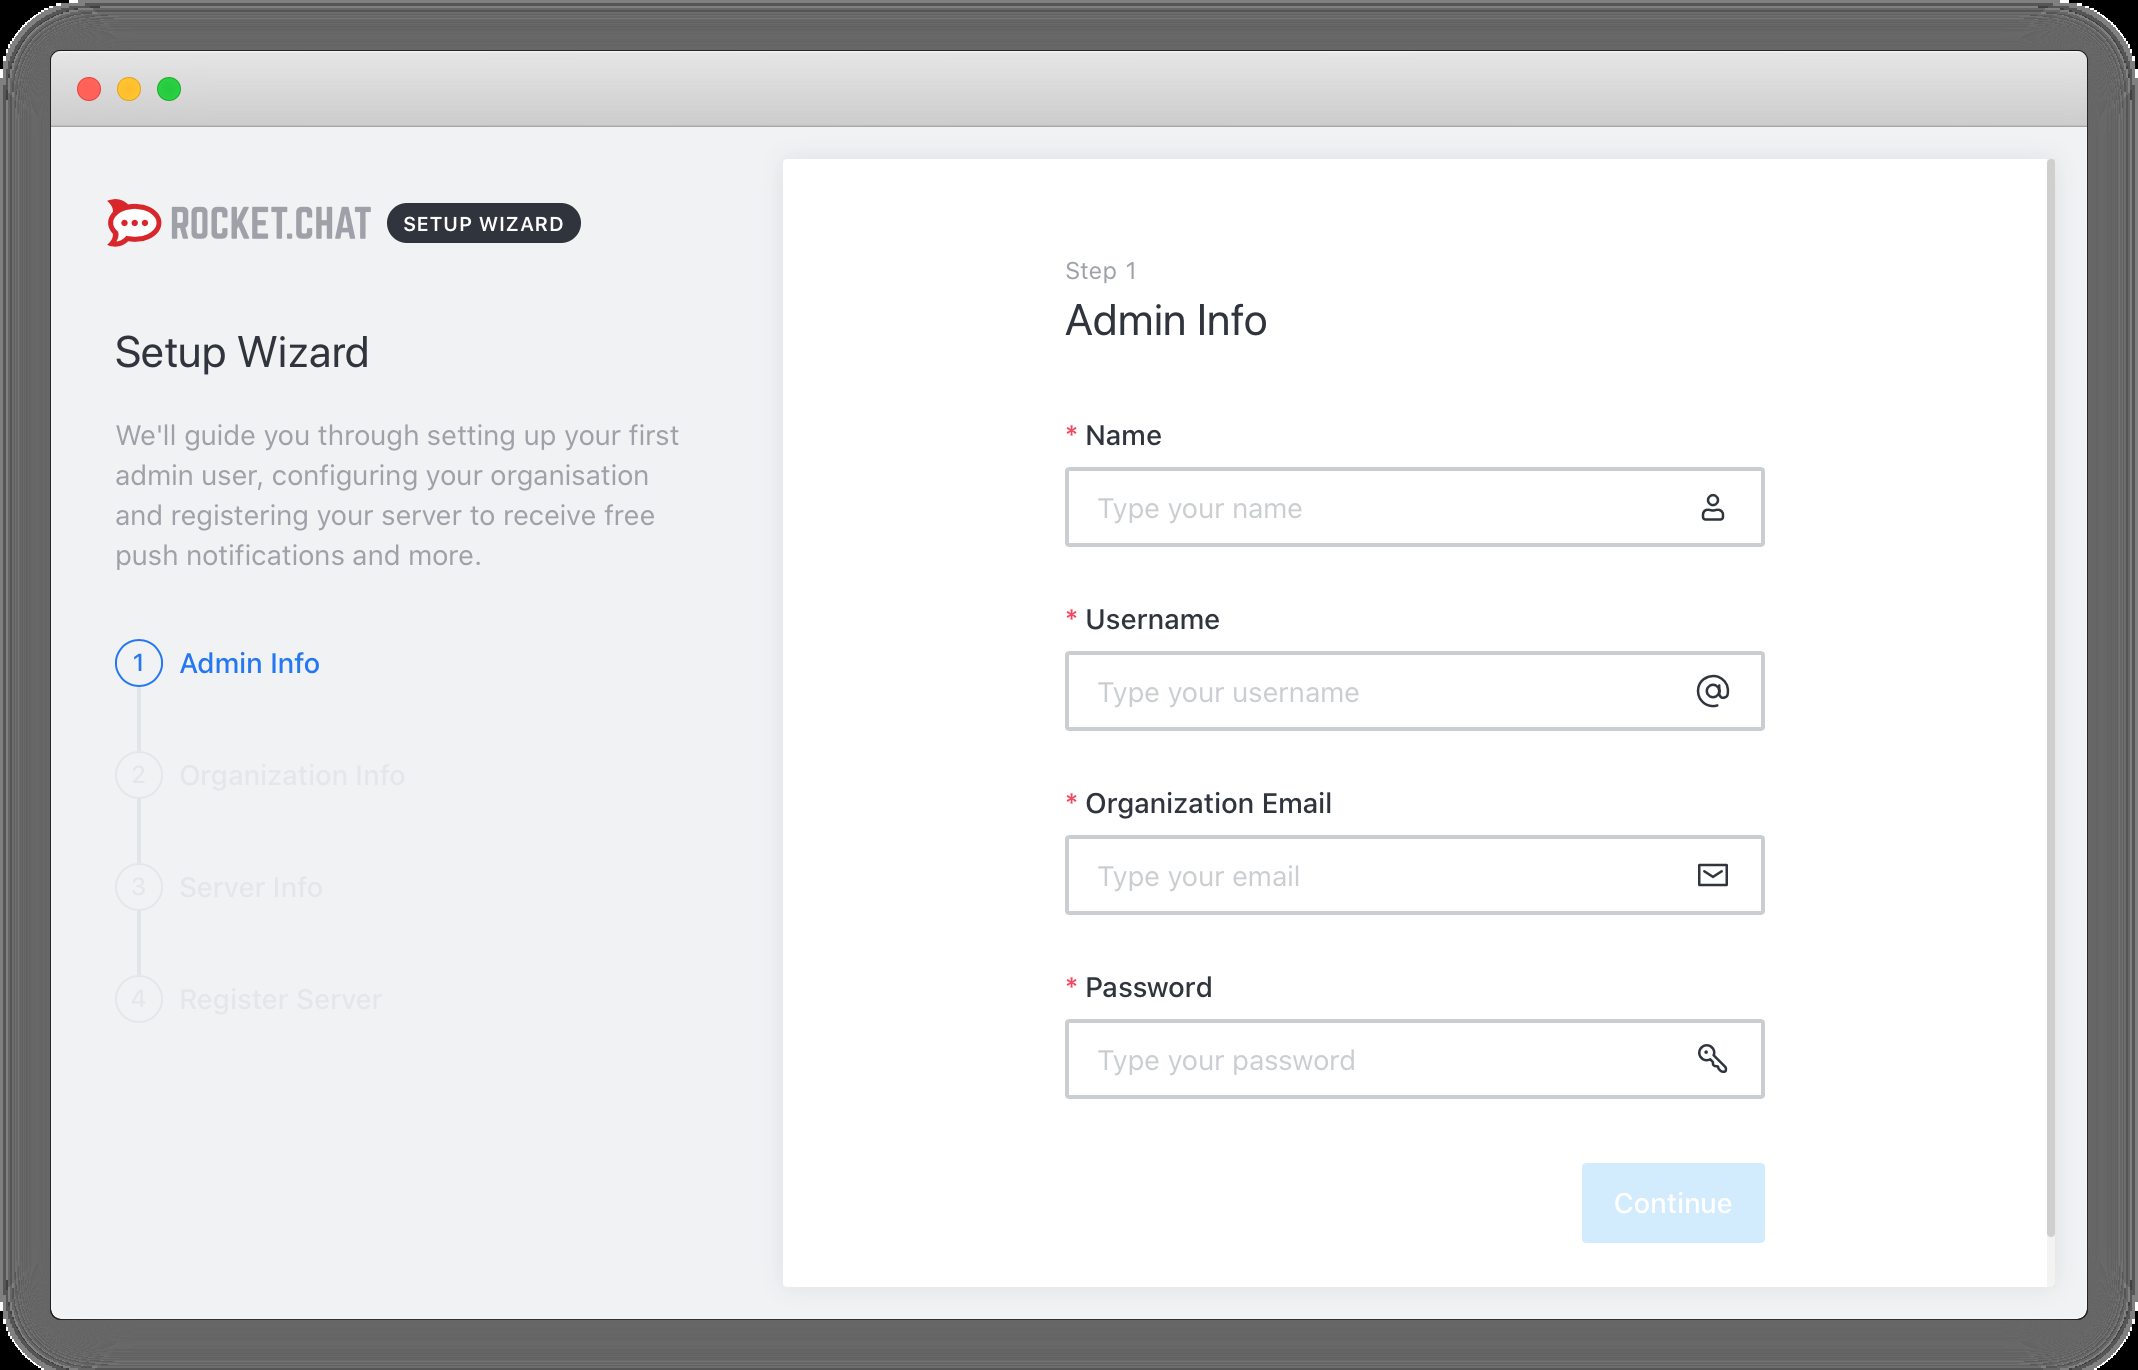 ROCKET.CHAT SETUP WIZARD
Setup Wizard
We'll guide you through setting up your first
admin user, configuring your organisation
and registering your server to receive free
push notifications and more.
1 Admin Info
2 Organization Info
3 Server Info
4 Register Server
Step 1
Admin Info
* Name
Type your name
* Username
Type your username
@
* Organization Email
Type your email
* Password
Type your password
Continue